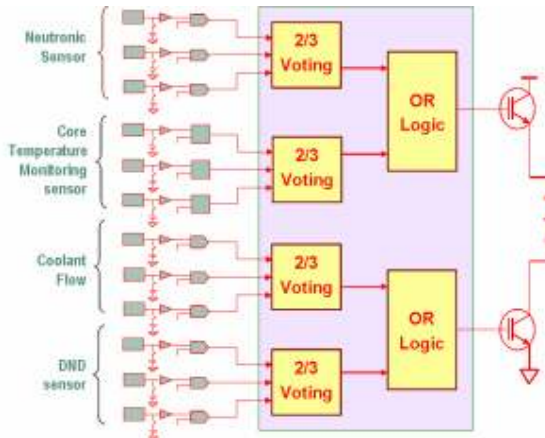 Neutronic
Sensor
2/3
Voting
OR
Logic
Core
Temperature
Monitoring
sensor
2/3
Voting
Coolant
Flow
2/3
Voting
OR
Logic
DND
sensor
2/3
Voting